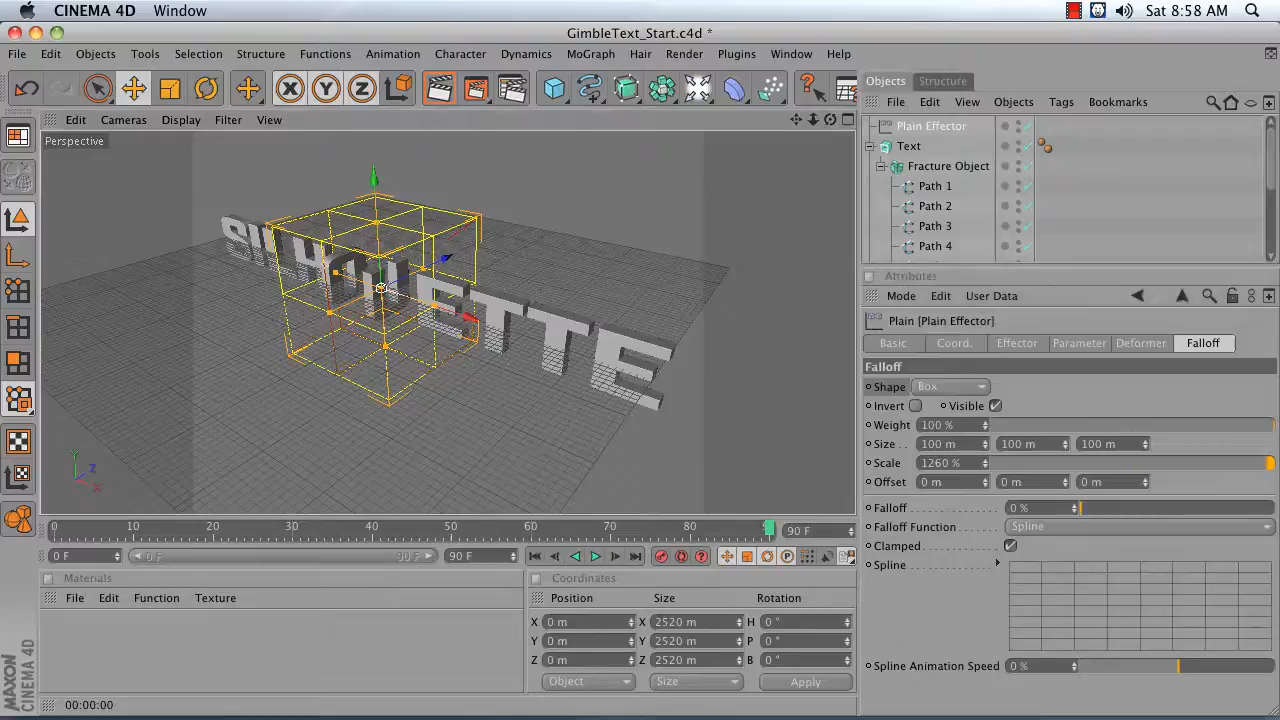 CINEMA 4D Window Sat 8:58 AM
GimbleText_Start.c4d *
File Edit Objects Tools Selection Structure Functions Animation Character Dynamics MoGraph Hair Render Plugins Window Help
X Y Z
Objects Structure
File Edit View Objects Tags Bookmarks
Edit Cameras Display Filter View
Perspective
Plain Effector
Text
Fracture Object
Path 1
Path 2
Path 3
Path 4
Attributes
Mode Edit User Data
Plain [Plain Effector]
Basic Coord. Effector Parameter Deformer Falloff
Falloff
Shape Box
Invert Visible
Weight 100 %
Size . . 100 m 100 m 100 m
Scale 1260 %
Offset 0 m 0 m 0 m
Falloff 0 %
Falloff Function Spline
Clamped
Spline
Spline Animation Speed 0 %
Y Z X
0 10 20 30 40 50 60 70 80 90 F
0 F 0 F 90 F 90 F
Materials
File Edit Function Texture
Coordinates
Position Size Rotation
X 0 m X 2520 m H 0 °
Y 0 m Y 2520 m P 0 °
Z 0 m Z 2520 m B 0 °
Object Size Apply
MAXON
CINEMA 4D
00:00:00